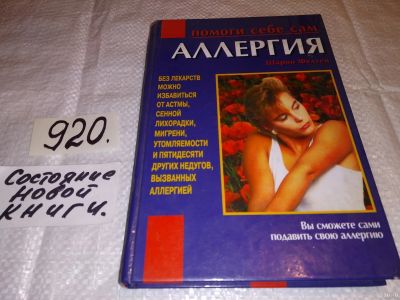 помоги себе сам
АЛЛЕРГИЯ
Шарон Фелтен
БЕЗ ЛЕКАРСТВ
МОЖНО
ИЗБАВИТЬСЯ
ОТ АСТМЫ,
СЕННОЙ
ЛИХОРАДКИ,
МИГРЕНИ,
УТОМЛЯЕМОСТИ
И ПЯТИДЕСЯТИ
ДРУГИХ НЕДУГОВ,
ВЫЗВАННЫХ
АЛЛЕРГИЕЙ
Вы сможете сами
подавить свою аллергию
920.
Состояние
новой
книги.